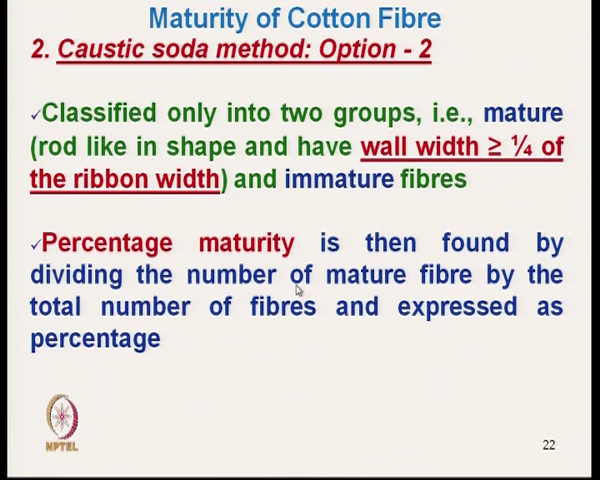 Maturity of Cotton Fibre
2. Caustic soda method: Option - 2
✓Classified only into two groups, i.e., mature
(rod like in shape and have wall width ≥ ¼ of
the ribbon width) and immature fibres
✓Percentage maturity is then found by
dividing the number of mature fibre by the
total number of fibres and expressed as
percentage
NPTEL
22